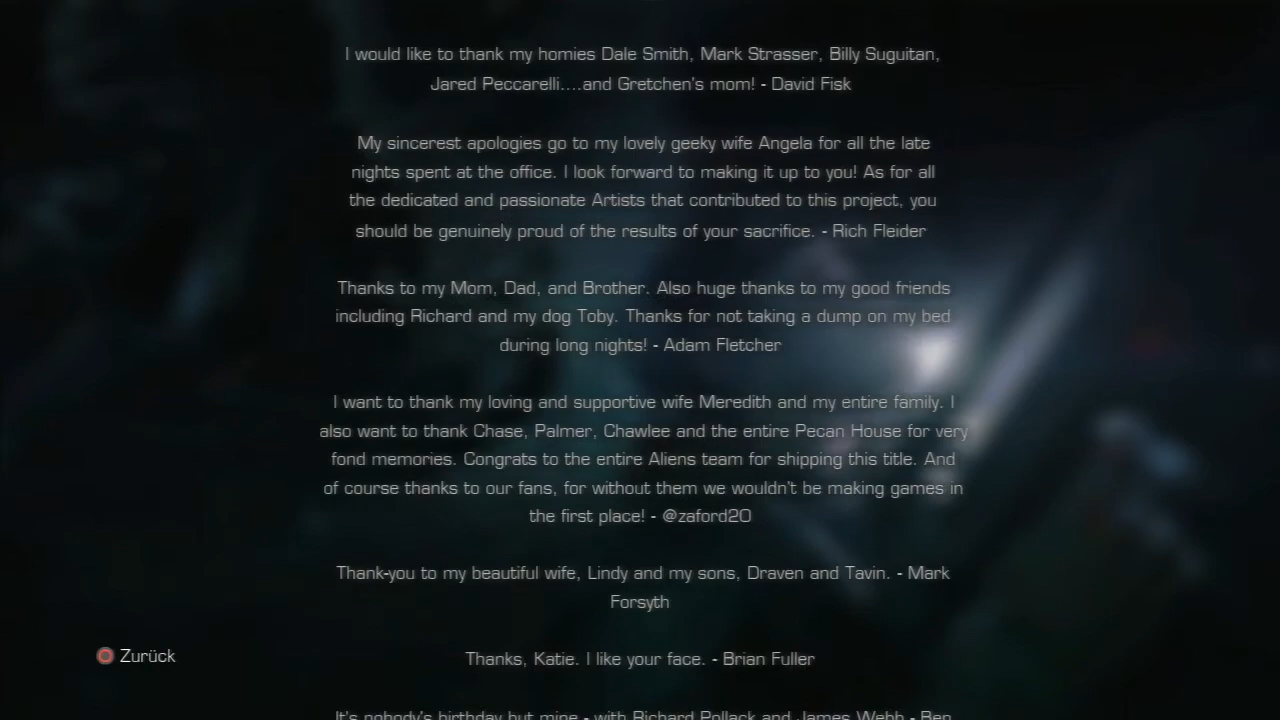 I would like to thank my homies Dale Smith, Mark Strasser, Billy Suguitan,
Jared Peccarelli....and Gretchen's mom! - David Fisk
My sincerest apologies go to my lovely geeky wife Angela for all the late
nights spent at the office. I look forward to making it up to you! As for all
the dedicated and passionate Artists that contributed to this project, you
should be genuinely proud of the results of your sacrifice. - Rich Fleider
Thanks to my Mom, Dad, and Brother. Also huge thanks to my good friends
including Richard and my dog Toby. Thanks for not taking a dump on my bed
during long nights! - Adam Fletcher
I want to thank my loving and supportive wife Meredith and my entire family. I
also want to thank Chase, Palmer, Chawlee and the entire Pecan House for very
fond memories. Congrats to the entire Aliens team for shipping this title. And
of course thanks to our fans, for without them we wouldn't be making games in
the first place! - @zaford20
Thank-you to my beautiful wife, Lindy and my sons, Draven and Tavin. - Mark
Forsyth
Zurück
Thanks, Katie. I like your face. - Brian Fuller
It's nobody's birthday but mine - with Richard Pollack and James Webb - Ben